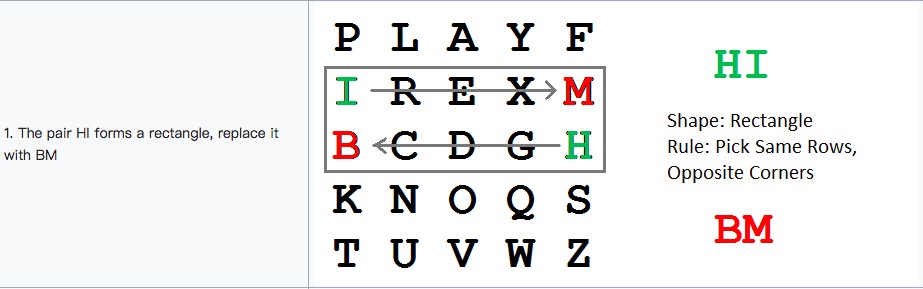 1. The pair HI forms a rectangle, replace it
with BM
P L A Y F
I R E X M
B C D G H
K N O Q S
T U V W Z
HI
Shape: Rectangle
Rule: Pick Same Rows,
Opposite Corners
BM